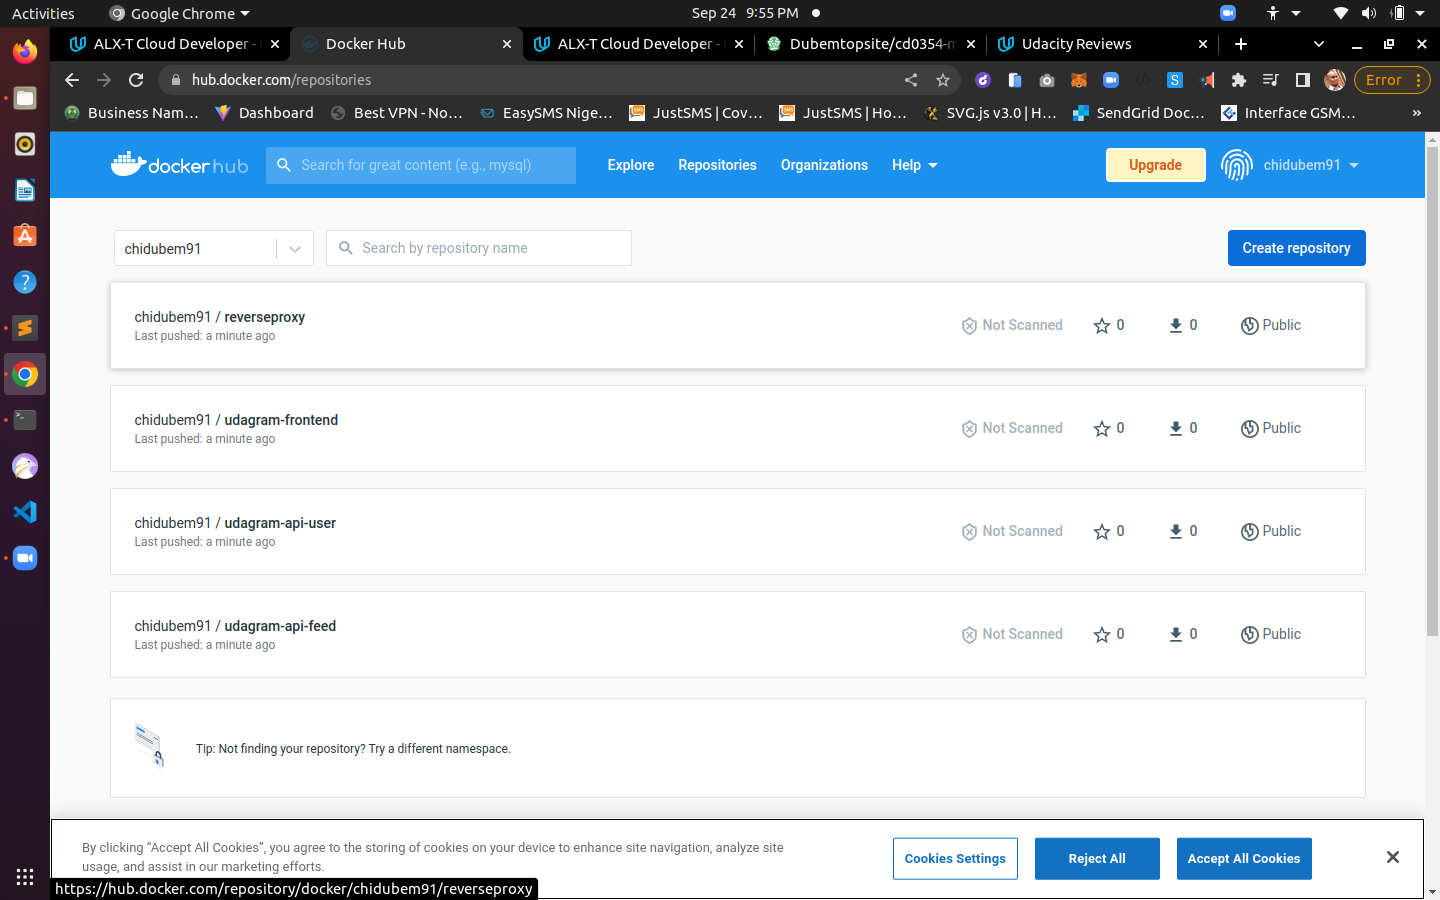 Activities
Google Chrome
Sep 24 9:55 PM
ALX-T Cloud Developer -
Docker Hub
ALX-T Cloud Developer -
Dubemtopsite/cd0354-m
Udacity Reviews
hub.docker.com/repositories
S
Error
Business Nam...
Dashboard
Best VPN - No...
EasySMS Nige...
JustSMS | Cov...
JustSMS | Ho...
SVG.js v3.0 | H...
SendGrid Doc...
Interface GSM...
»
docker hub
Search for great content (e.g., mysql)
Explore
Repositories
Organizations
Help
Upgrade
chidubem91
chidubem91
Search by repository name
Create repository
chidubem91 / reverseproxy
Last pushed: a minute ago
Not Scanned
0
0
Public
chidubem91 / udagram-frontend
Last pushed: a minute ago
Not Scanned
0
0
Public
chidubem91 / udagram-api-user
Last pushed: a minute ago
Not Scanned
0
0
Public
chidubem91 / udagram-api-feed
Last pushed: a minute ago
Not Scanned
0
0
Public
Tip: Not finding your repository? Try a different namespace.
By clicking “Accept All Cookies”, you agree to the storing of cookies on your device to enhance site navigation, analyze site
usage, and assist in our marketing efforts.
Cookies Settings
Reject All
Accept All Cookies
https://hub.docker.com/repository/docker/chidubem91/reverseproxy